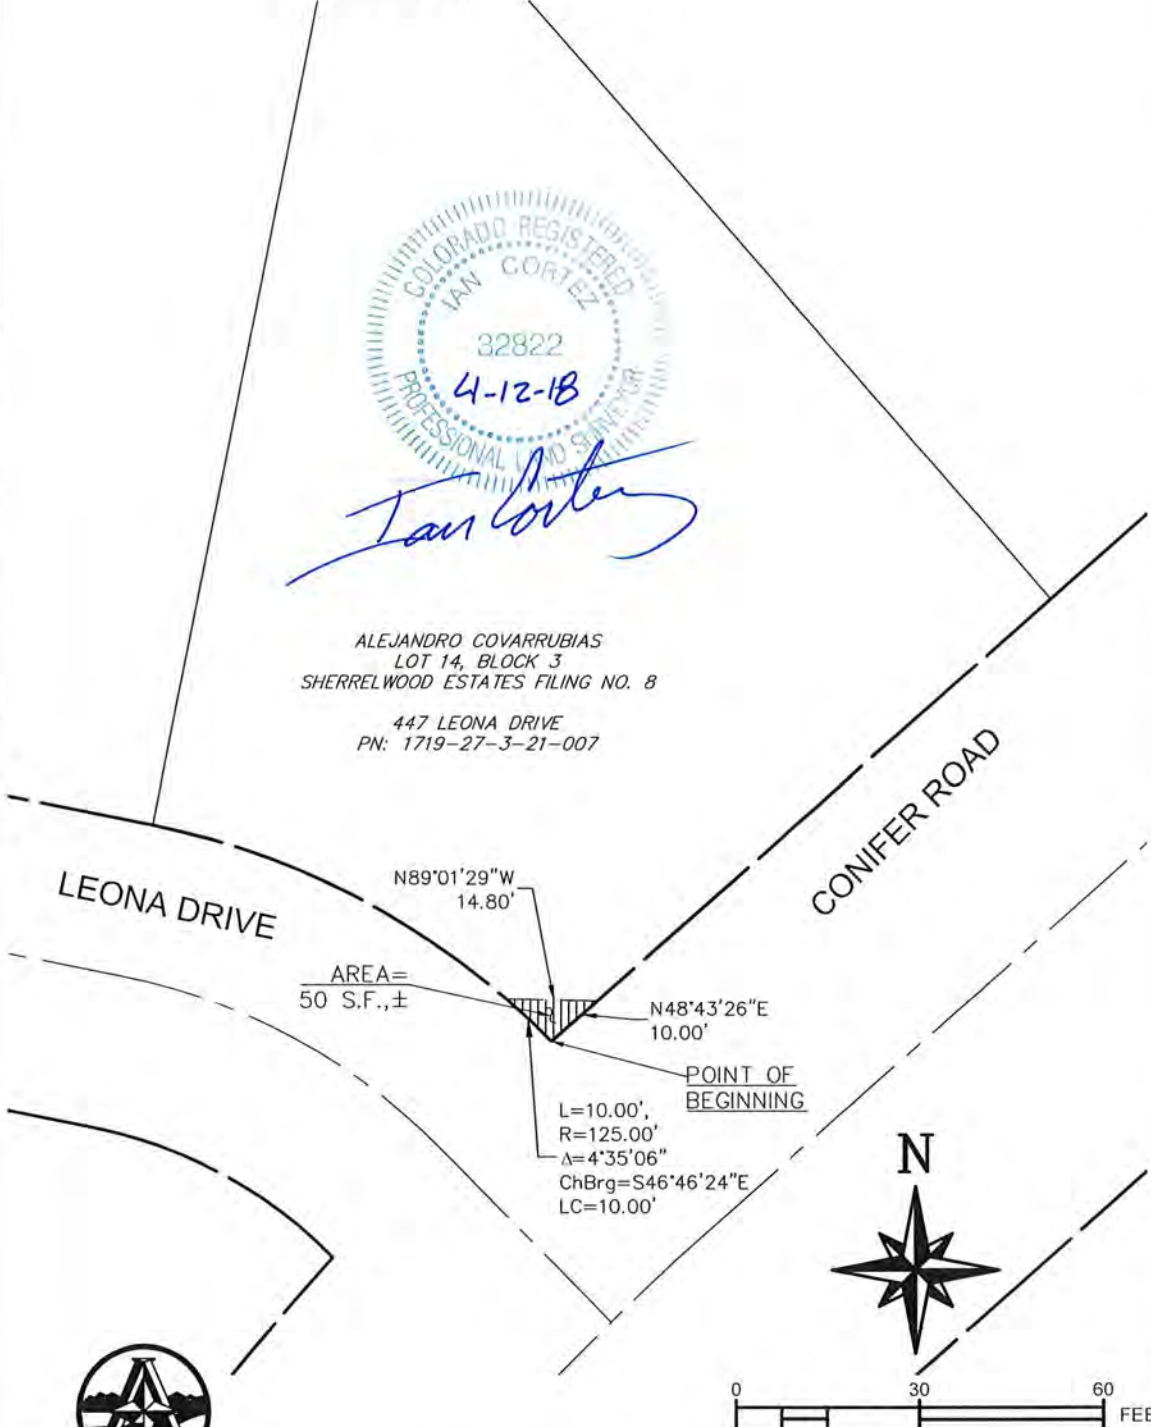 COLORADO REGISTERED
IAN CORTEZ
32822
4-12-18
PROFESSIONAL LAND SURVEYOR
Ian Cortez
ALEJANDRO COVARRUBIAS
LOT 14, BLOCK 3
SHERRELWOOD ESTATES FILING NO. 8
447 LEONA DRIVE
PN: 1719-27-3-21-007
CONIFER ROAD
LEONA DRIVE
N89°01'29"W
14.80'
AREA=
50 S.F.,±
N48°43'26"E
10.00'
POINT OF
BEGINNING
L=10.00',
R=125.00'
Δ=4°35'06"
ChBrg=S46°46'24"E
LC=10.00'
N
0 30 60
FEE